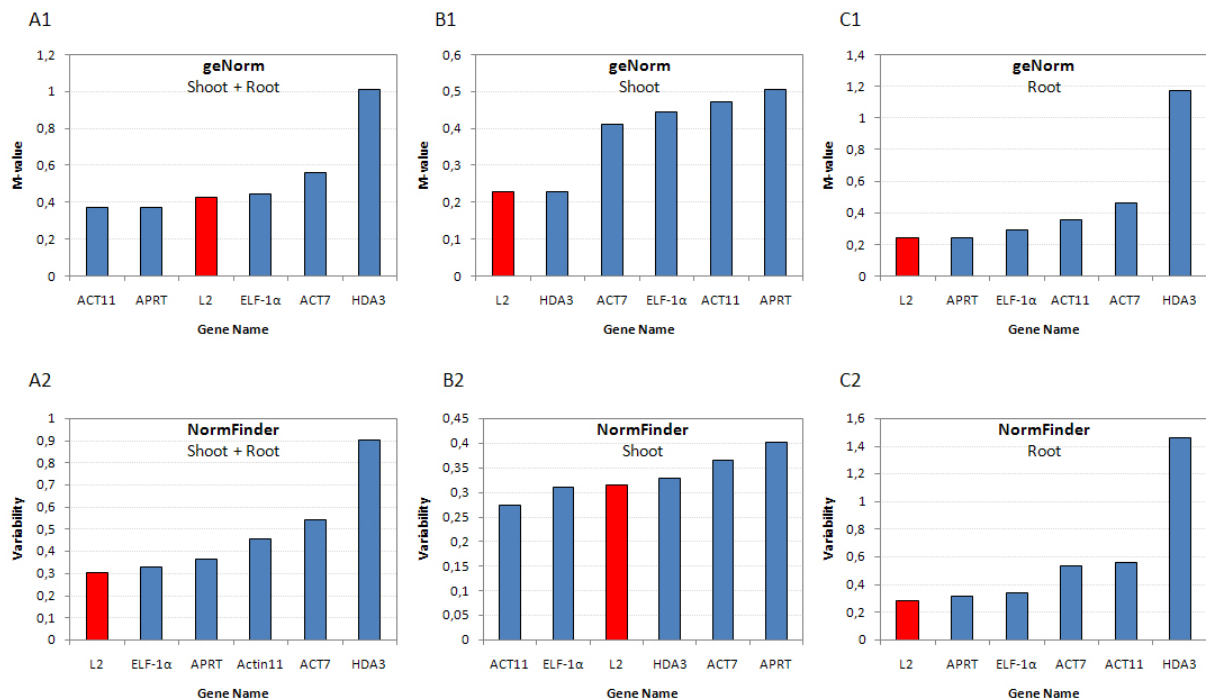 A1
geNorm
Shoot + Root
M-value
1,2
1
0,8
0,6
0,4
0,2
0
ACT11 APRT L2 ELF-1α ACT7 HDA3
Gene Name
B1
geNorm
Shoot
M-value
0,6
0,5
0,4
0,3
0,2
0,1
0
L2 HDA3 ACT7 ELF-1α ACT11 APRT
Gene Name
C1
geNorm
Root
M-value
1,4
1,2
1
0,8
0,6
0,4
0,2
0
L2 APRT ELF-1α ACT11 ACT7 HDA3
Gene Name
A2
NormFinder
Shoot + Root
Variability
1
0,9
0,8
0,7
0,6
0,5
0,4
0,3
0,2
0,1
0
L2 ELF-1α APRT Actin11 ACT7 HDA3
Gene Name
B2
NormFinder
Shoot
Variability
0,45
0,4
0,35
0,3
0,25
0,2
0,15
0,1
0,05
0
ACT11 ELF-1α L2 HDA3 ACT7 APRT
Gene Name
C2
NormFinder
Root
Variability
1,6
1,4
1,2
1
0,8
0,6
0,4
0,2
0
L2 APRT ELF-1α ACT7 ACT11 HDA3
Gene Name